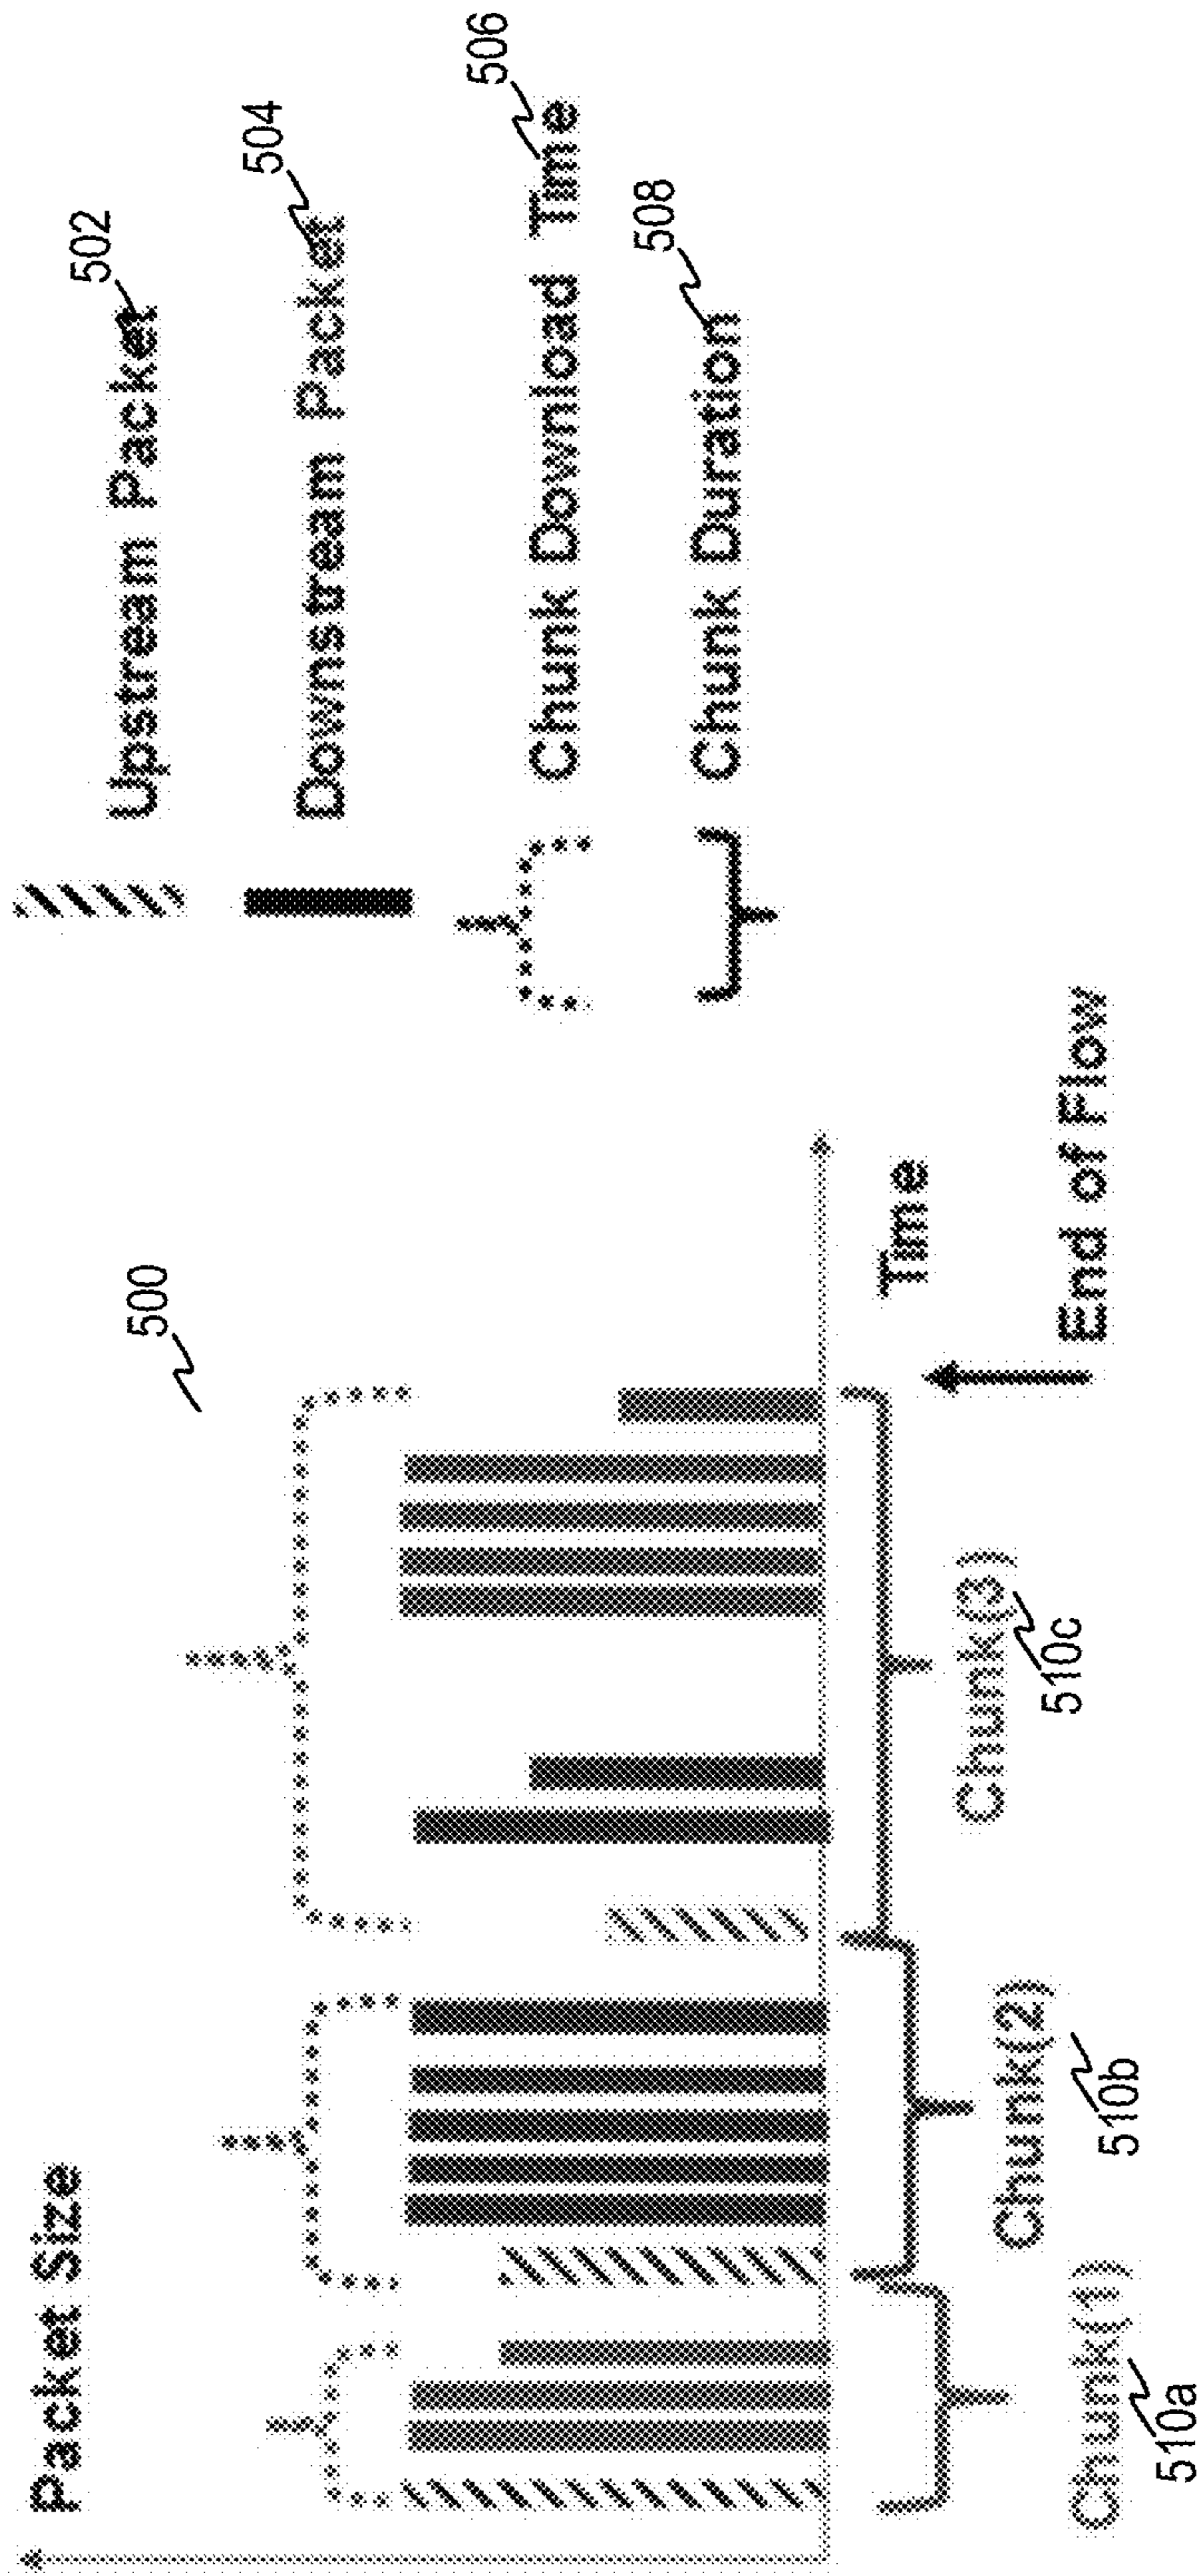 Packet Size
500
Upstream Packet
502
Downstream Packet
504
Chunk Download Time
506
Chunk Duration
508
Time
End of Flow
Chunk(1)
510a
Chunk(2)
510b
Chunk(3)
510c